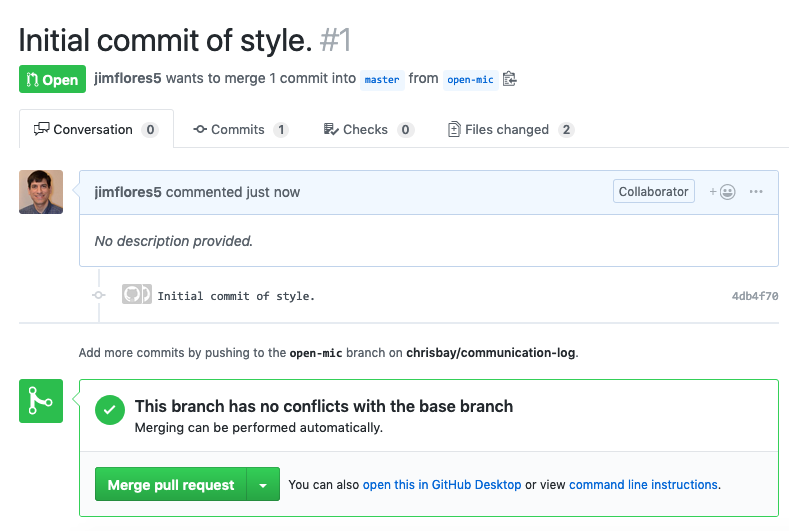 Initial commit of style. #1
Open jimflores5 wants to merge 1 commit into master from open-mic
Conversation 0 Commits 1 Checks 0 Files changed 2
jimflores5 commented just now Collaborator
No description provided.
Initial commit of style. 4db4f70
Add more commits by pushing to the open-mic branch on chrisbay/communication-log.
This branch has no conflicts with the base branch
Merging can be performed automatically.
Merge pull request You can also open this in GitHub Desktop or view command line instructions.